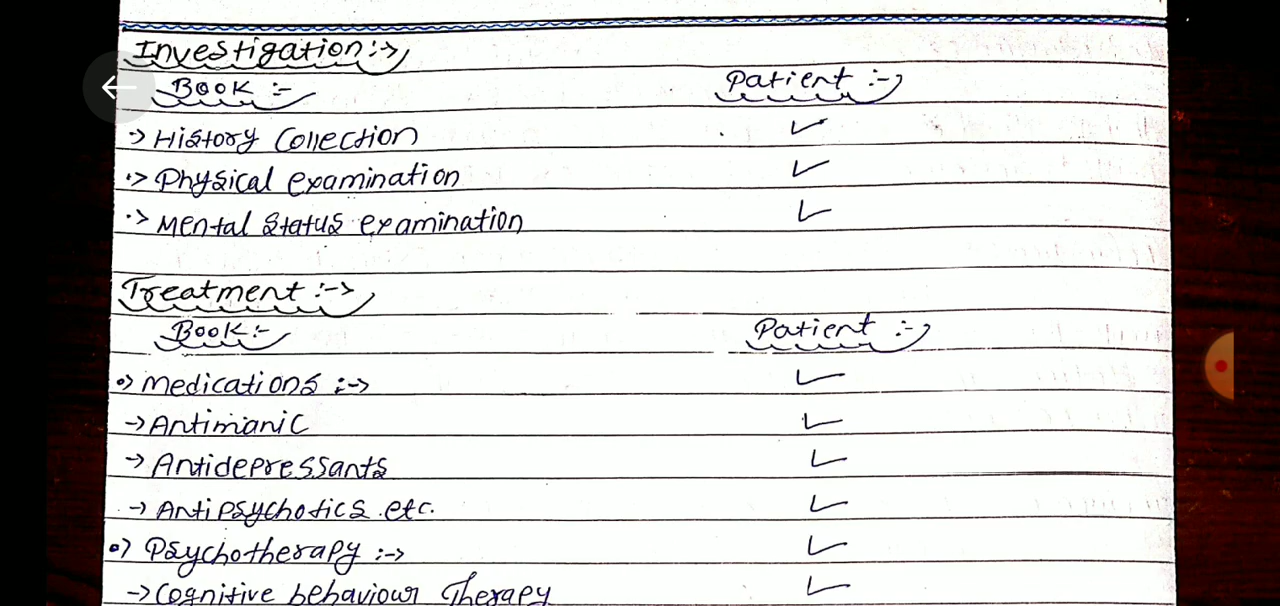 Investigation :->
Book :- Patient :-
-> History Collection ✓
·> Physical examination ✓
·> Mental status examination ✓
Treatment :->
Book :- Patient :-
•> Medications :-> ✓
-> Antimanic ✓
-> Antidepressants ✓
-> Antipsychotics etc. ✓
•> Psychotherapy :-> ✓
-> Cognitive behaviour Therapy ✓